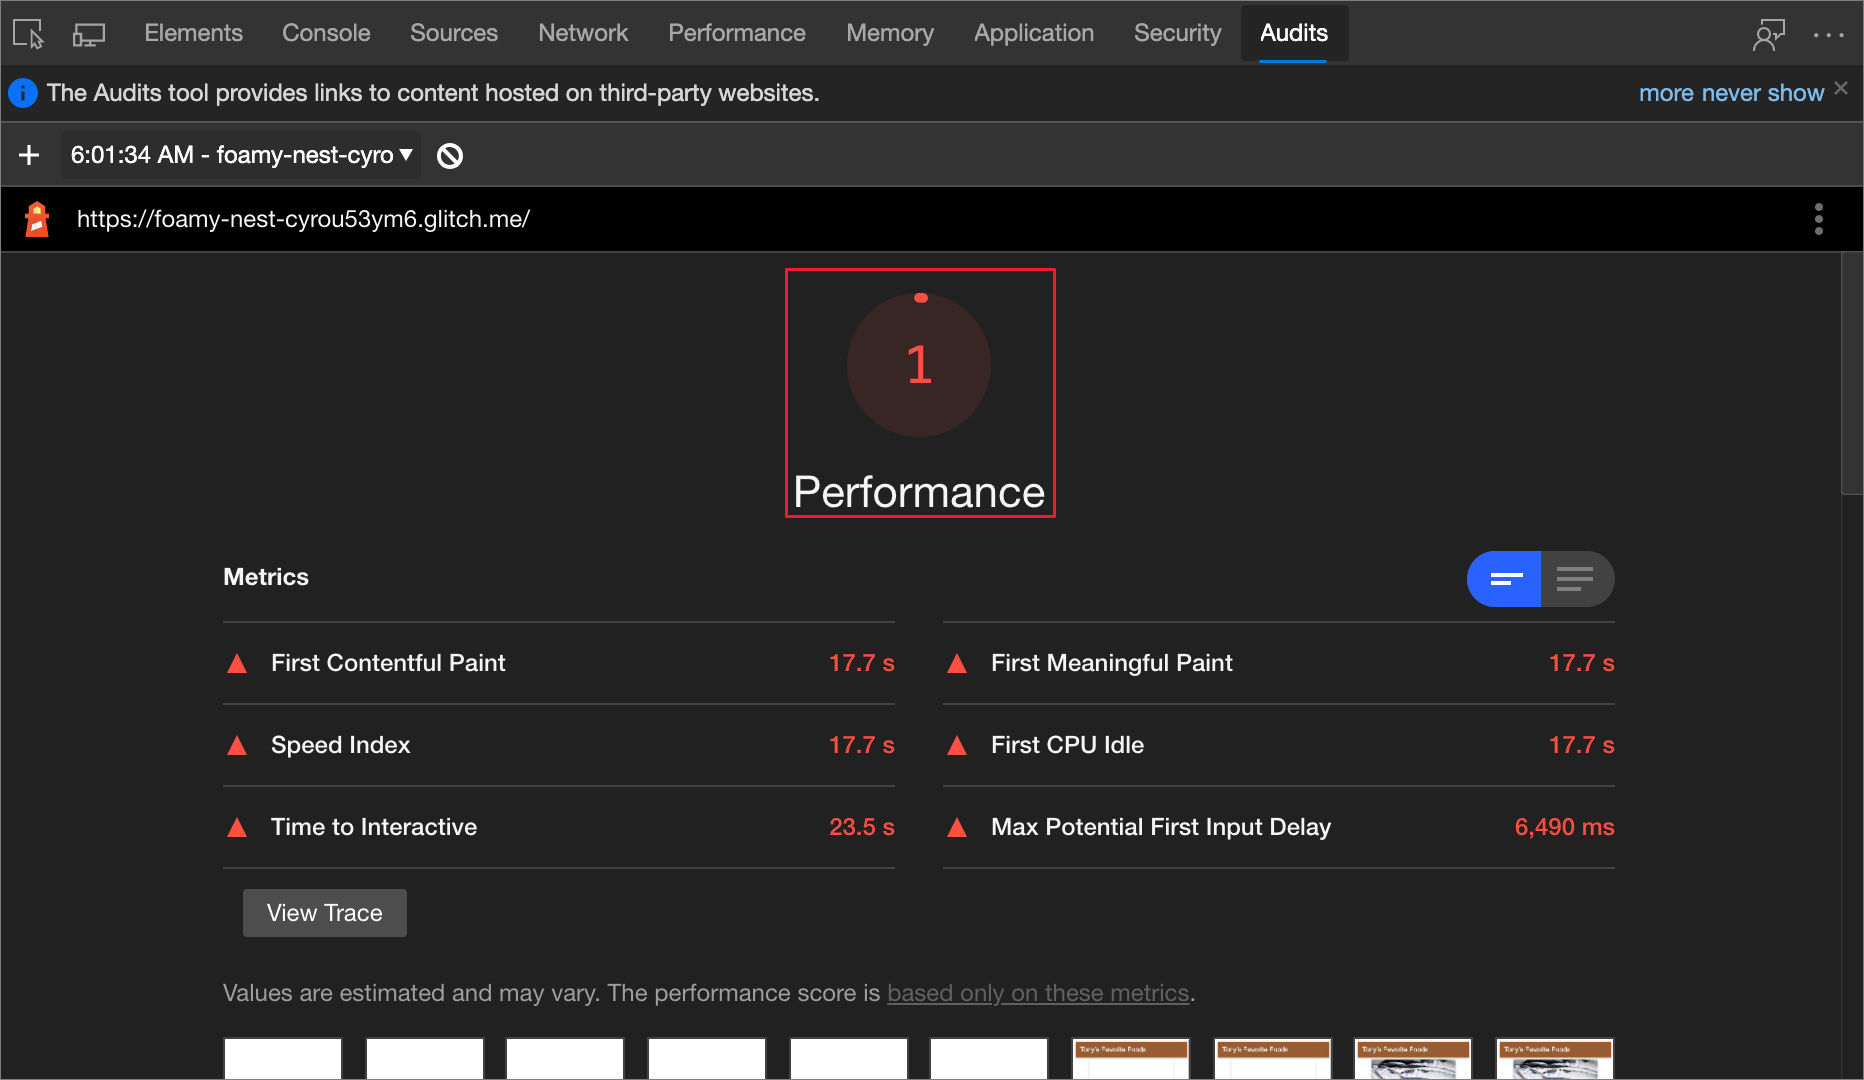 Elements Console Sources Network Performance Memory Application Security Audits
The Audits tool provides links to content hosted on third-party websites. more never show
6:01:34 AM - foamy-nest-cyro
https://foamy-nest-cyrou53ym6.glitch.me/
1
Performance
Metrics
First Contentful Paint 17.7 s
First Meaningful Paint 17.7 s
Speed Index 17.7 s
First CPU Idle 17.7 s
Time to Interactive 23.5 s
Max Potential First Input Delay 6,490 ms
View Trace
Values are estimated and may vary. The performance score is based only on these metrics.
Tory's Favorite Foods
Tory's Favorite Foods
Tory's Favorite Foods
Tory's Favorite Foods